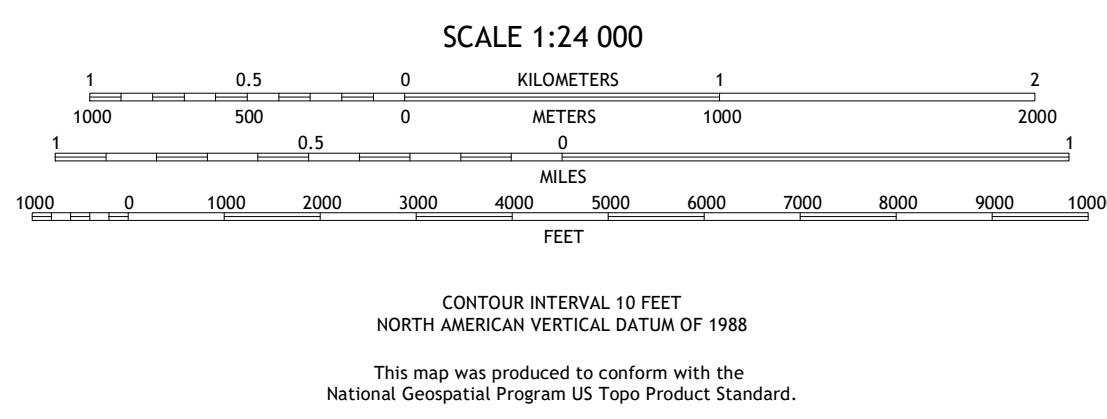 SCALE 1:24 000
1 0.5 0 KILOMETERS 1 2
1000 500 0 METERS 1000 2000
1 0.5 0 1
MILES
1000 0 1000 2000 3000 4000 5000 6000 7000 8000 9000 1000
FEET
CONTOUR INTERVAL 10 FEET
NORTH AMERICAN VERTICAL DATUM OF 1988
This map was produced to conform with the
National Geospatial Program US Topo Product Standard.